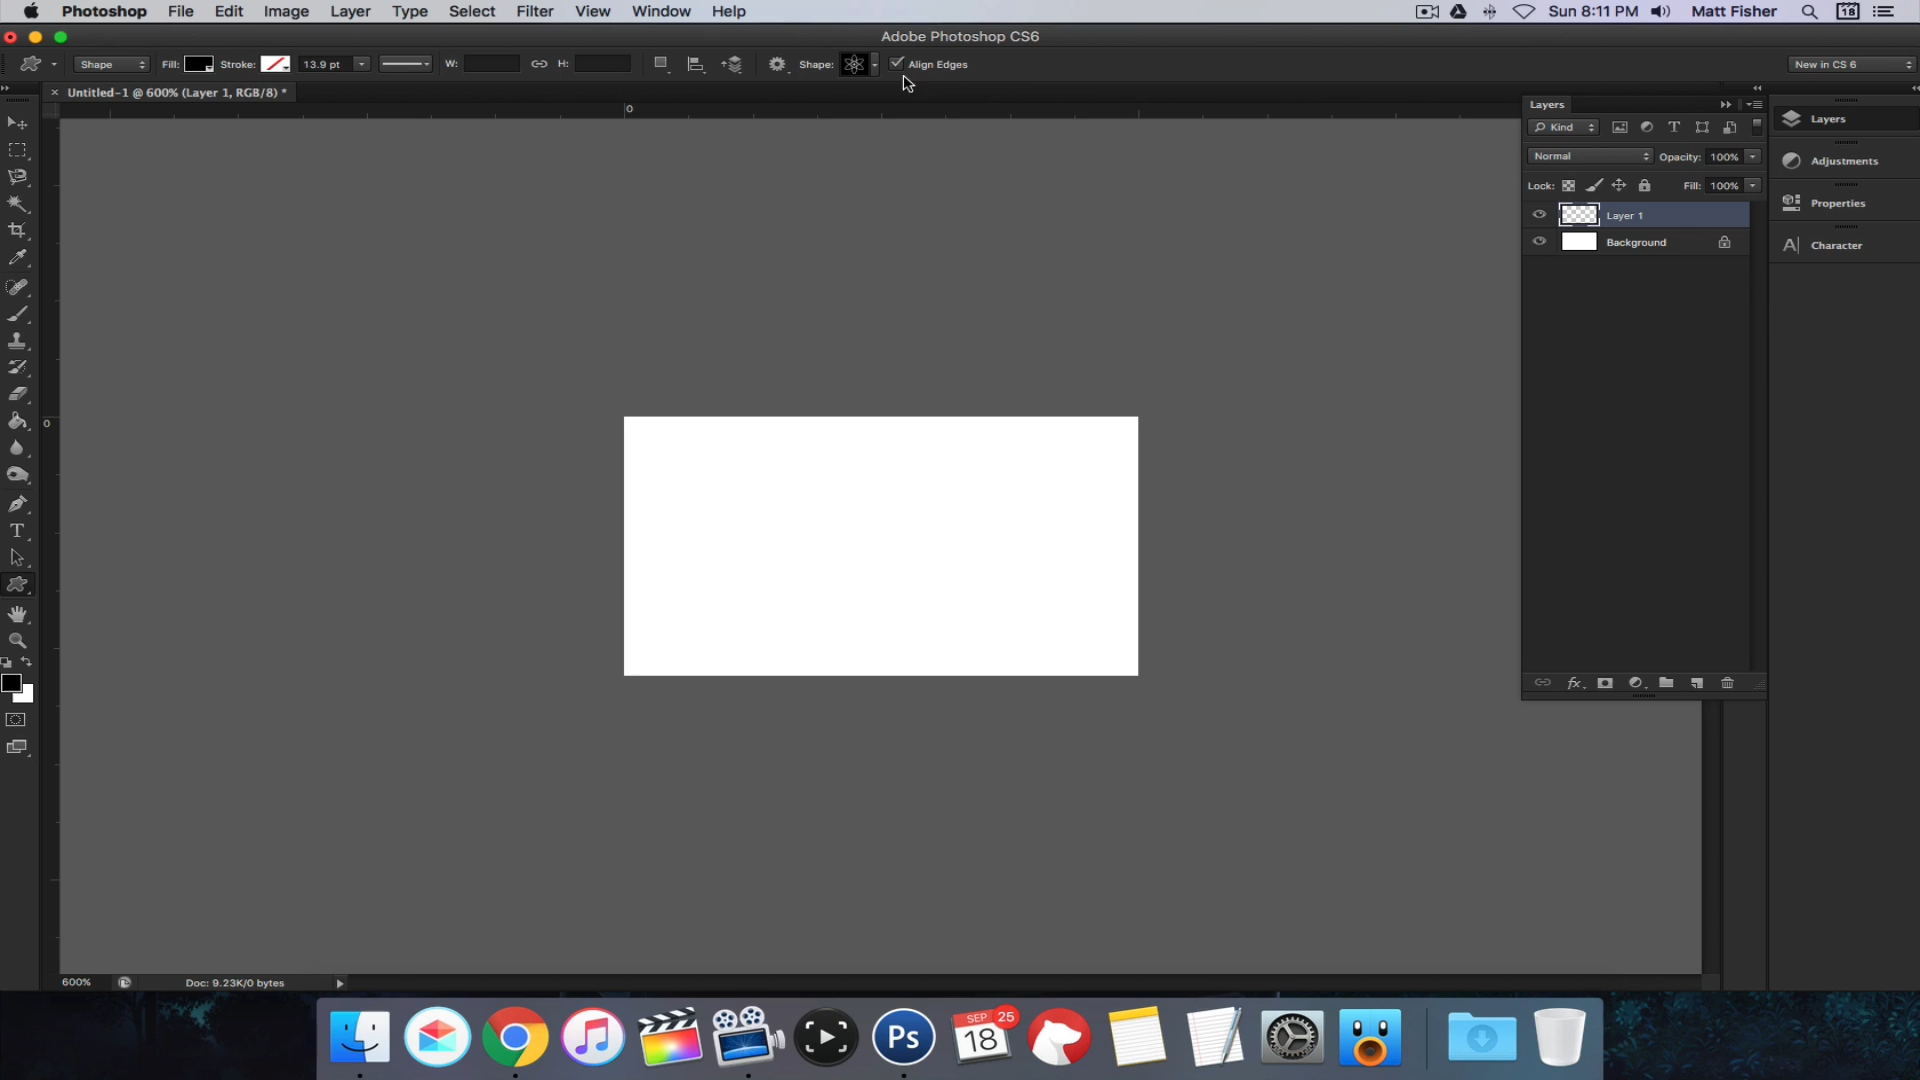 Photoshop File Edit Image Layer Type Select Filter View Window Help Sun 8:11 PM Matt Fisher 18
Adobe Photoshop CS6
Shape Fill: Stroke: 13.9 pt W: H: Shape: Align Edges New in CS 6
× Untitled-1 @ 600% (Layer 1, RGB/8) *
0
0
Layers
Kind
Normal Opacity: 100%
Lock: Fill: 100%
Layer 1
Background
fx
Layers
Adjustments
Properties
A Character
T
600% Doc: 9.23K/0 bytes
Ps
SEP 25
18